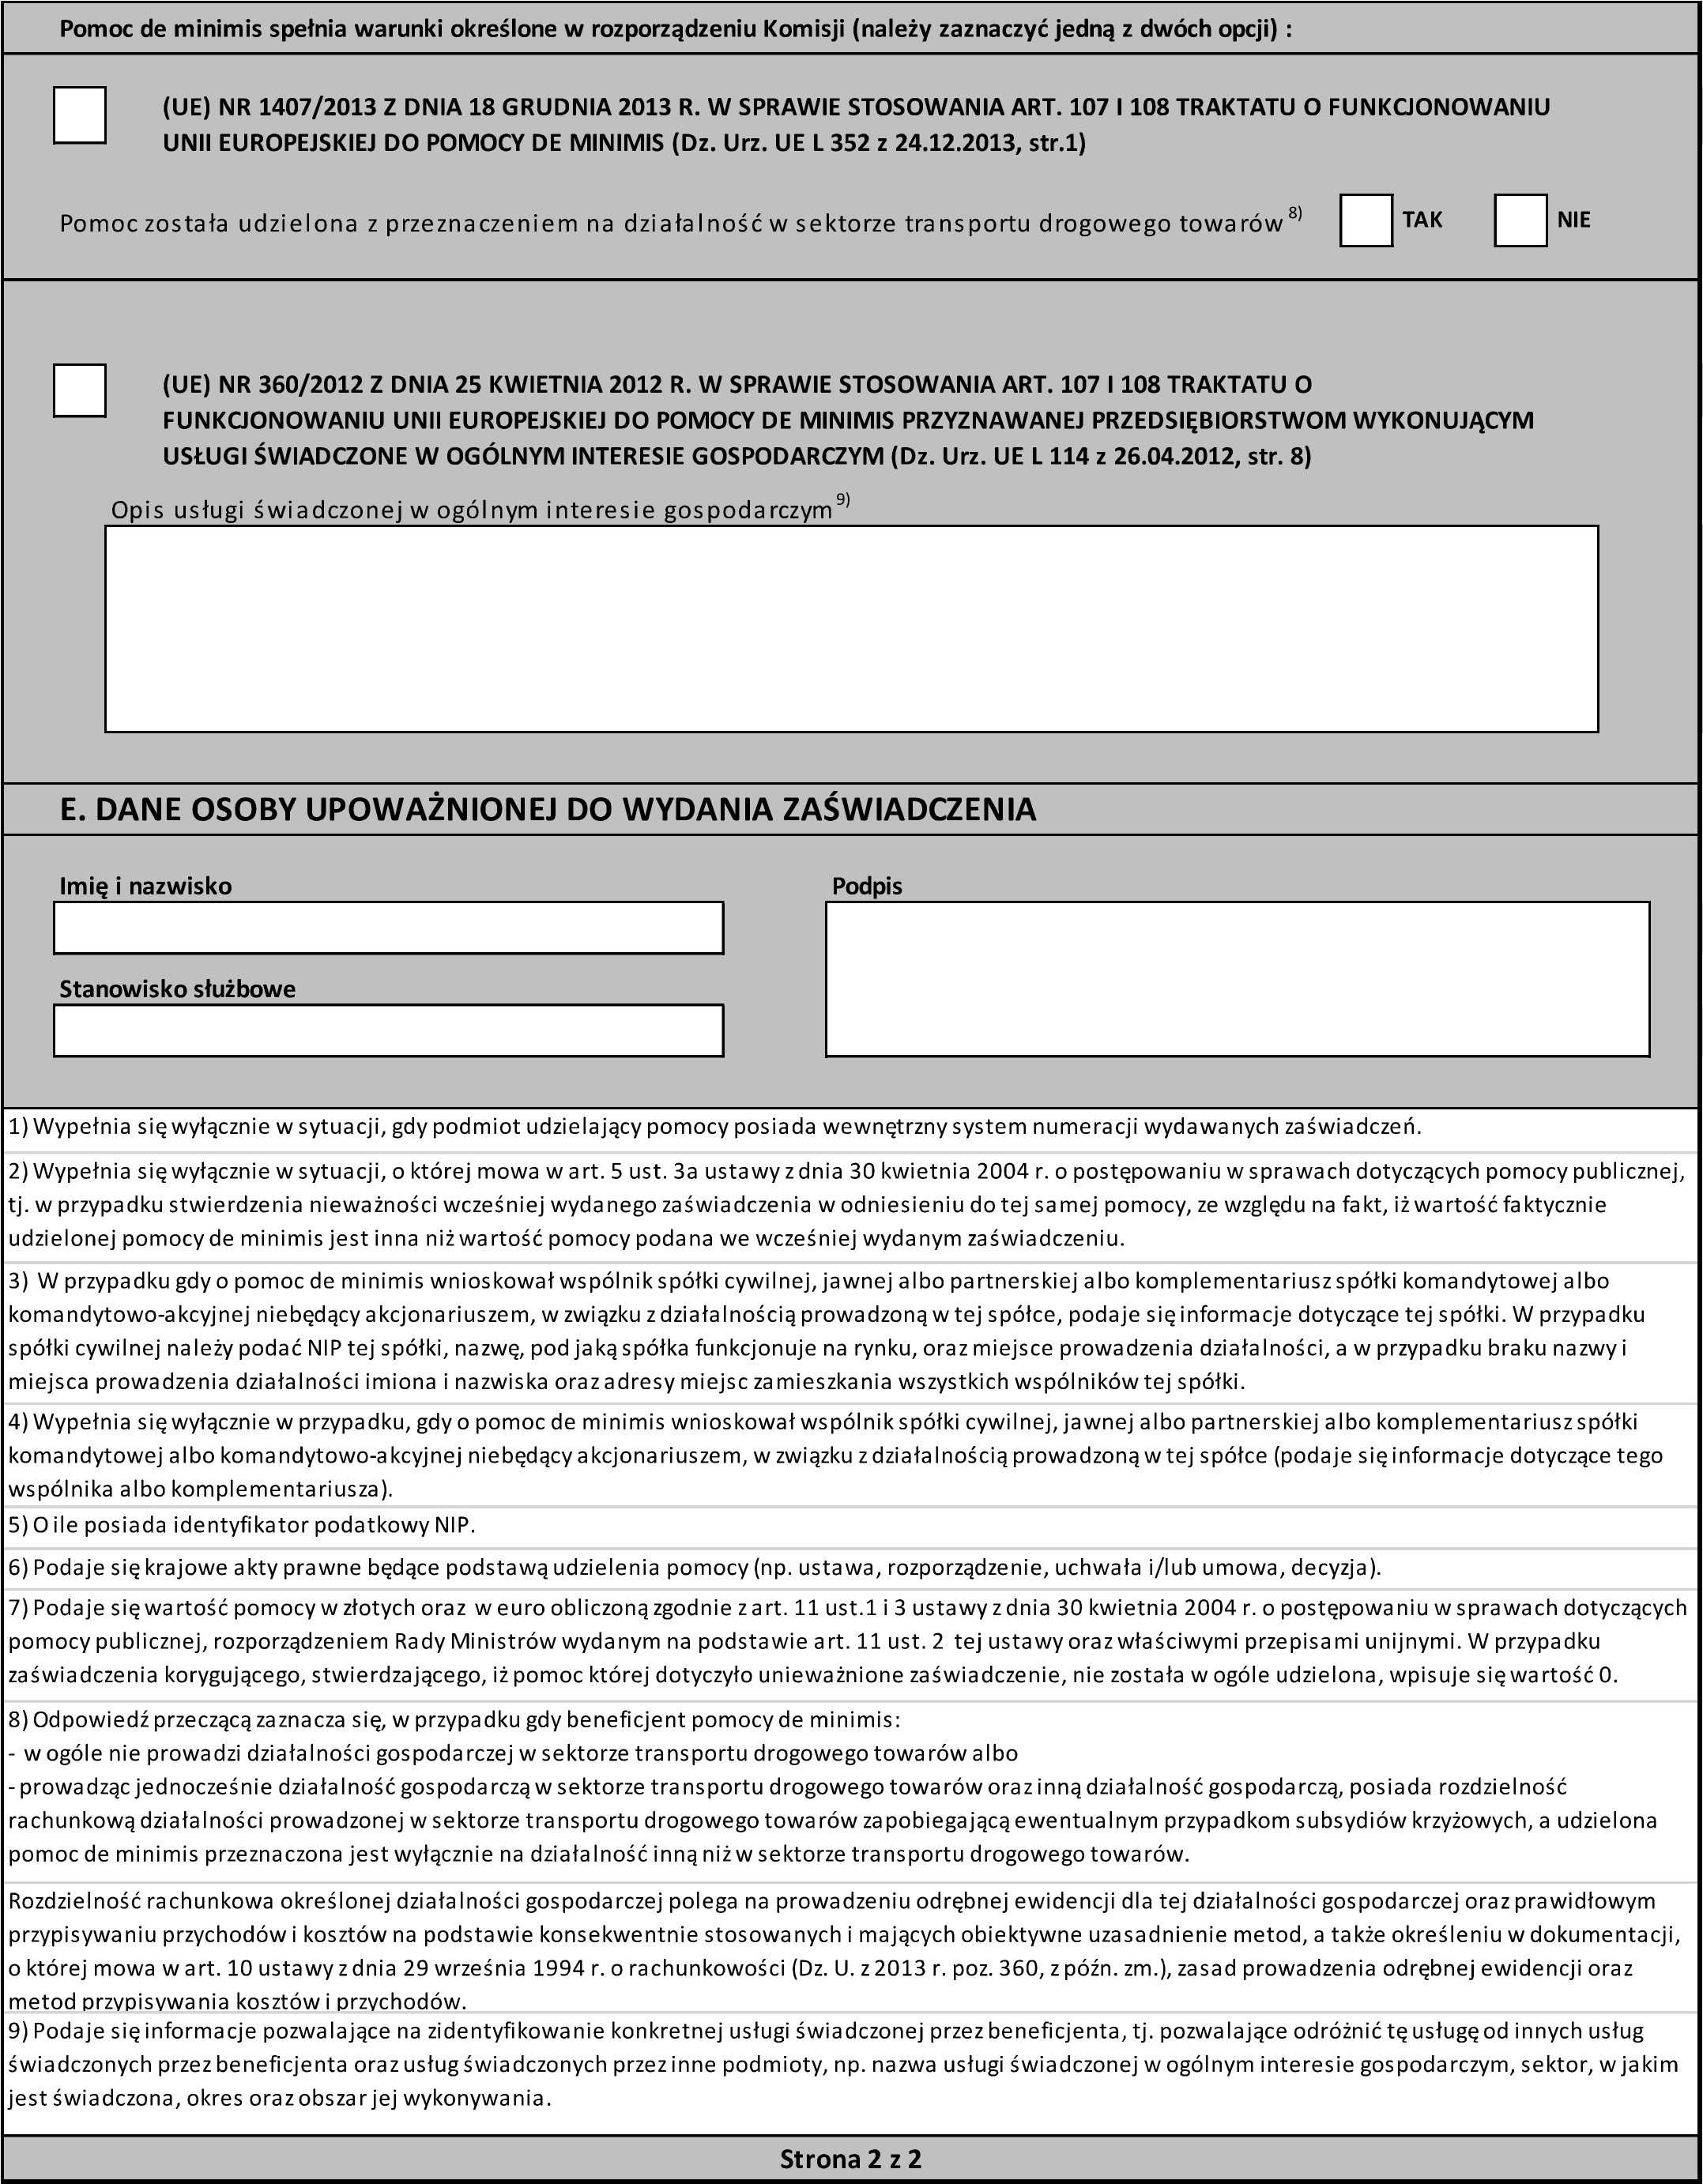 Pomoc de minimis spełnia warunki określone w rozporządzeniu Komisji (należy zaznaczyć jedną z dwóch opcji) :
(UE) NR 1407/2013 Z DNIA 18 GRUDNIA 2013 R. W SPRAWIE STOSOWANIA ART. 107 I 108 TRAKTATU O FUNKCJONOWANIU
UNII EUROPEJSKIEJ DO POMOCY DE MINIMIS (Dz. Urz. UE L 352 z 24.12.2013, str.1)
Pomoc została udzielona z przeznaczeniem na działalność w sektorze transportu drogowego towarów 8) TAK NIE
(UE) NR 360/2012 Z DNIA 25 KWIETNIA 2012 R. W SPRAWIE STOSOWANIA ART. 107 I 108 TRAKTATU O
FUNKCJONOWANIU UNII EUROPEJSKIEJ DO POMOCY DE MINIMIS PRZYZNAWANEJ PRZEDSIĘBIORSTWOM WYKONUJĄCYM
USŁUGI ŚWIADCZONE W OGÓLNYM INTERESIE GOSPODARCZYM (Dz. Urz. UE L 114 z 26.04.2012, str. 8)
Opis usługi świadczonej w ogólnym interesie gospodarczym 9)
E. DANE OSOBY UPOWAŻNIONEJ DO WYDANIA ZAŚWIADCZENIA
Imię i nazwisko Podpis
Stanowisko służbowe
1) Wypełnia się wyłącznie w sytuacji, gdy podmiot udzielający pomocy posiada wewnętrzny system numeracji wydawanych zaświadczeń.
2) Wypełnia się wyłącznie w sytuacji, o której mowa w art. 5 ust. 3a ustawy z dnia 30 kwietnia 2004 r. o postępowaniu w sprawach dotyczących pomocy publicznej,
tj. w przypadku stwierdzenia nieważności wcześniej wydanego zaświadczenia w odniesieniu do tej samej pomocy, ze względu na fakt, iż wartość faktycznie
udzielonej pomocy de minimis jest inna niż wartość pomocy podana we wcześniej wydanym zaświadczeniu.
3) W przypadku gdy o pomoc de minimis wnioskował wspólnik spółki cywilnej, jawnej albo partnerskiej albo komplementariusz spółki komandytowej albo
komandytowo-akcyjnej niebędący akcjonariuszem, w związku z działalnością prowadzoną w tej spółce, podaje się informacje dotyczące tej spółki. W przypadku
spółki cywilnej należy podać NIP tej spółki, nazwę, pod jaką spółka funkcjonuje na rynku, oraz miejsce prowadzenia działalności, a w przypadku braku nazwy i
miejsca prowadzenia działalności imiona i nazwiska oraz adresy miejsc zamieszkania wszystkich wspólników tej spółki.
4) Wypełnia się wyłącznie w przypadku, gdy o pomoc de minimis wnioskował wspólnik spółki cywilnej, jawnej albo partnerskiej albo komplementariusz spółki
komandytowej albo komandytowo-akcyjnej niebędący akcjonariuszem, w związku z działalnością prowadzoną w tej spółce (podaje się informacje dotyczące tego
wspólnika albo komplementariusza).
5) O ile posiada identyfikator podatkowy NIP.
6) Podaje się krajowe akty prawne będące podstawą udzielenia pomocy (np. ustawa, rozporządzenie, uchwała i/lub umowa, decyzja).
7) Podaje się wartość pomocy w złotych oraz w euro obliczoną zgodnie z art. 11 ust.1 i 3 ustawy z dnia 30 kwietnia 2004 r. o postępowaniu w sprawach dotyczących
pomocy publicznej, rozporządzeniem Rady Ministrów wydanym na podstawie art. 11 ust. 2 tej ustawy oraz właściwymi przepisami unijnymi. W przypadku
zaświadczenia korygującego, stwierdzającego, iż pomoc której dotyczyło unieważnione zaświadczenie, nie została w ogóle udzielona, wpisuje się wartość 0.
8) Odpowiedź przeczącą zaznacza się, w przypadku gdy beneficjent pomocy de minimis:
- w ogóle nie prowadzi działalności gospodarczej w sektorze transportu drogowego towarów albo
- prowadząc jednocześnie działalność gospodarczą w sektorze transportu drogowego towarów oraz inną działalność gospodarczą, posiada rozdzielność
rachunkową działalności prowadzonej w sektorze transportu drogowego towarów zapobiegającą ewentualnym przypadkom subsydiów krzyżowych, a udzielona
pomoc de minimis przeznaczona jest wyłącznie na działalność inną niż w sektorze transportu drogowego towarów.
Rozdzielność rachunkowa określonej działalności gospodarczej polega na prowadzeniu odrębnej ewidencji dla tej działalności gospodarczej oraz prawidłowym
przypisywaniu przychodów i kosztów na podstawie konsekwentnie stosowanych i mających obiektywne uzasadnienie metod, a także określeniu w dokumentacji,
o której mowa w art. 10 ustawy z dnia 29 września 1994 r. o rachunkowości (Dz. U. z 2013 r. poz. 360, z późn. zm.), zasad prowadzenia odrębnej ewidencji oraz
metod przypisywania kosztów i przychodów.
9) Podaje się informacje pozwalające na zidentyfikowanie konkretnej usługi świadczonej przez beneficjenta, tj. pozwalające odróżnić tę usługę od innych usług
świadczonych przez beneficjenta oraz usług świadczonych przez inne podmioty, np. nazwa usługi świadczonej w ogólnym interesie gospodarczym, sektor, w jakim
jest świadczona, okres oraz obszar jej wykonywania.
Strona 2 z 2